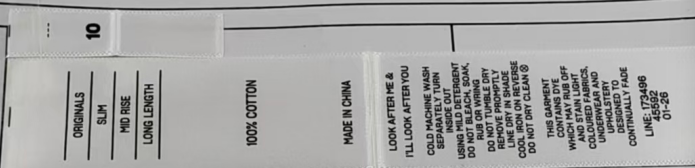 ---
10
ORIGINALS
SLIM
MID RISE
LONG LENGTH
100% COTTON
MADE IN CHINA
LOOK AFTER ME &
I'LL LOOK AFTER YOU
COLD MACHINE WASH
SEPARATELY TURN
INSIDE OUT
USING MILD DETERGENT
DO NOT BLEACH, SOAK,
RUB OR WRING
DO NOT TUMBLE DRY
REMOVE PROMPTLY
LINE DRY IN SHADE
COOL IRON ON REVERSE
DO NOT DRY CLEAN ⓧ
THIS GARMENT
CONTAINS DYE
WHICH MAY RUB OFF
AND STAIN LIGHT
COLOURED FABRICS,
UNDERWEAR AND
UPHOLSTERY
DESIGNED TO
CONTINUALLY FADE
LINE: 173496
45592
01-26